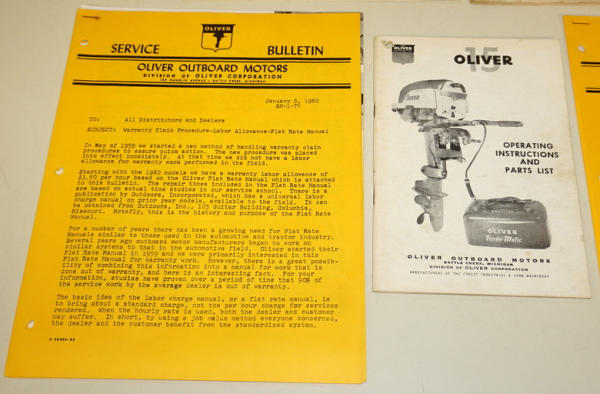 OLIVER
SERVICE BULLETIN
OLIVER OUTBOARD MOTORS
DIVISION OF OLIVER CORPORATION
BATTLE CREEK, MICHIGAN
January 8, 1960
TO: All Distributors and Dealers
SUBJECT: Warranty Claim Procedure-Labor Allowance-Flat Rate Manual
In May of 1959 we started a new method of handling warranty claim
procedures to assure quick action. The new procedure was placed
into effect immediately. At that time we did not have a labor
allowance for warranty work performed in the field.
Starting with the 1960 models we have a warranty labor allowance of
$3.50 per hour based on the Oliver Flat Rate Manual which is attached
to this bulletin. The repair times included in the Flat Rate Manual
are based on actual time studies in our service school. There is a
publication by Outdoors, Incorporated, which has a universal labor
charge manual on prior year models, available to the field. It can
be obtained from Outdoors, Inc., 103 Guitar Building, Columbia,
Missouri. Briefly, this is the history and purpose of the Flat Rate
Manual.
For a number of years there has been a growing need for Flat Rate
Manuals similar to those used in the automotive and tractor industry.
Several years ago outboard motor manufacturers began to work on
similar systems to that in the automotive field. Oliver started their
Flat Rate Manual in 1959 and we were primarily interested in this
Flat Rate Manual for warranty work. However, there is a great possib-
ility of combining this information into a manual for work that is
done out of warranty, and here is an interesting fact. For your
information, studies have proven over a period of time that 90% of
the service work by the average dealer is out of warranty.
The basic idea of the labor charge manual, or a flat rate manual, is
to bring about a standard charge, not the per hour charge for services
rendered. When the hourly rate is used, both the dealer and customer
may suffer. In short, by using a job value method everyone concerned,
the dealer and the customer benefit from the standardized system.
OLIVER
15
OLIVER
OPERATING
INSTRUCTIONS
AND
PARTS LIST
OLIVER
Tenda-Matic
OLIVER OUTBOARD MOTORS
BATTLE CREEK, MICHIGAN
DIVISION OF OLIVER CORPORATION
MANUFACTURERS OF THE FINEST INDUSTRIAL & FARM MACHINERY